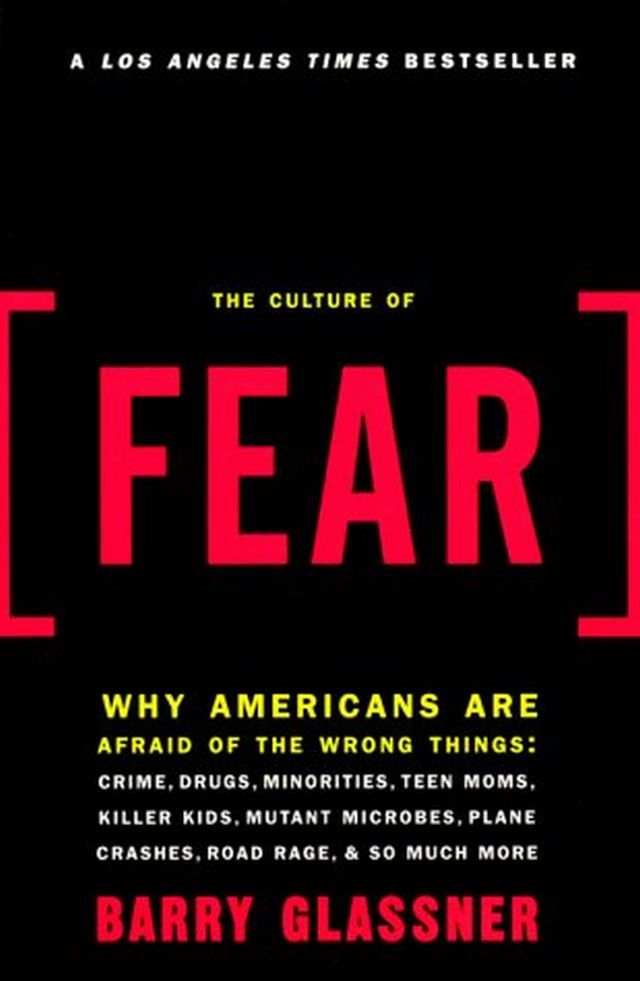 A LOS ANGELES TIMES BESTSELLER
THE CULTURE OF
[FEAR]
WHY AMERICANS ARE
AFRAID OF THE WRONG THINGS:
CRIME, DRUGS, MINORITIES, TEEN MOMS,
KILLER KIDS, MUTANT MICROBES, PLANE
CRASHES, ROAD RAGE, & SO MUCH MORE
BARRY GLASSNER